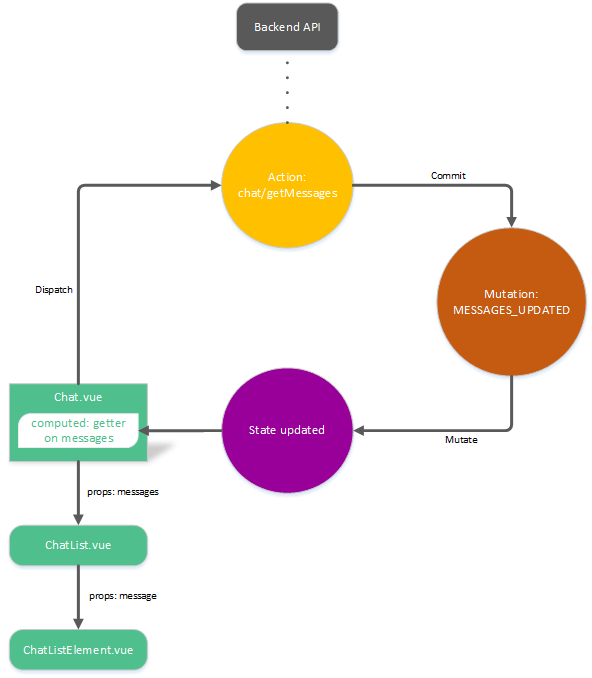 Backend API
Action:
chat/getMessages
Commit
Mutation:
MESSAGES_UPDATED
Dispatch
Chat.vue
computed: getter
on messages
State updated
Mutate
props: messages
ChatList.vue
props: message
ChatListElement.vue